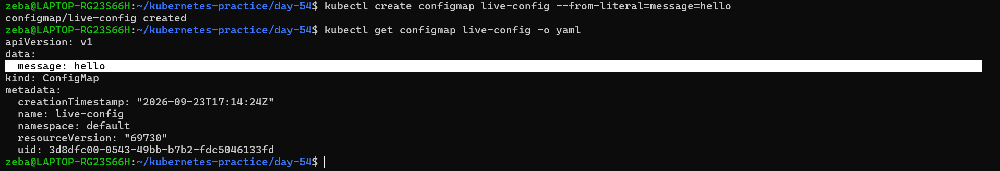 zeba@LAPTOP-RG23S66H:~/kubernetes-practice/day-54$ kubectl create configmap live-config --from-literal=message=hello
configmap/live-config created
zeba@LAPTOP-RG23S66H:~/kubernetes-practice/day-54$ kubectl get configmap live-config -o yaml
apiVersion: v1
data:
  message: hello
kind: ConfigMap
metadata:
  creationTimestamp: "2026-09-23T17:14:24Z"
  name: live-config
  namespace: default
  resourceVersion: "69730"
  uid: 3d8dfc00-0543-49bb-b7b2-fdc5046133fd
zeba@LAPTOP-RG23S66H:~/kubernetes-practice/day-54$